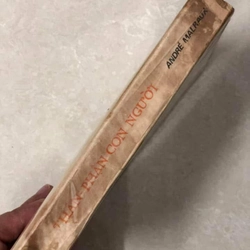 ANDRÉ MALRAUX
THÂN PHẬN CON NGƯỜI